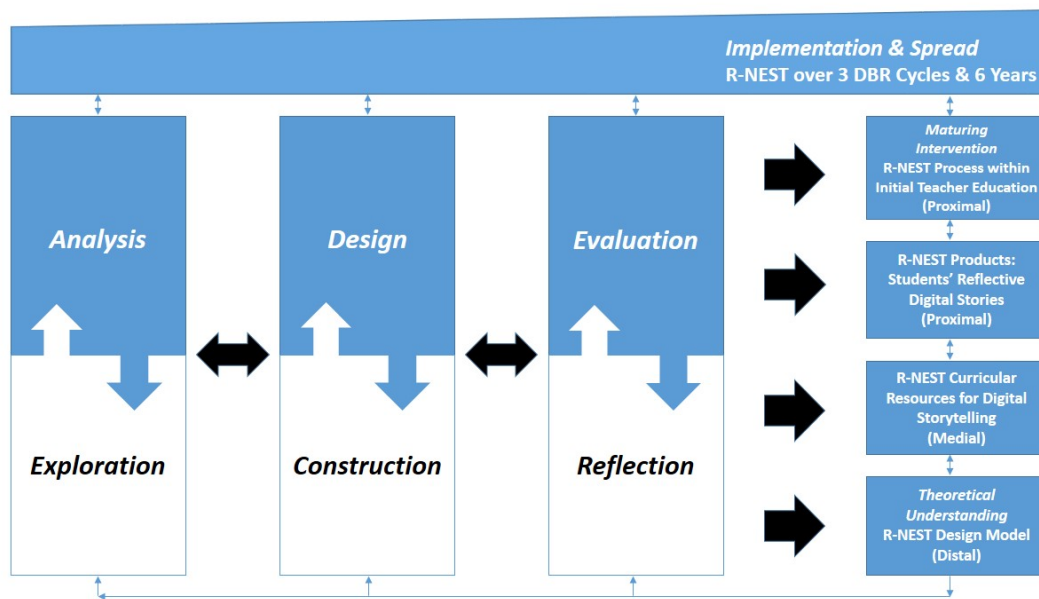 Implementation & Spread
R-NEST over 3 DBR Cycles & 6 Years
Analysis
Exploration
Design
Construction
Evaluation
Reflection
Maturing
Intervention
R-NEST Process within
Initial Teacher Education
(Proximal)
R-NEST Products:
Students’ Reflective
Digital Stories
(Proximal)
R-NEST Curricular
Resources for Digital
Storytelling
(Medial)
Theoretical
Understanding
R-NEST Design Model
(Distal)